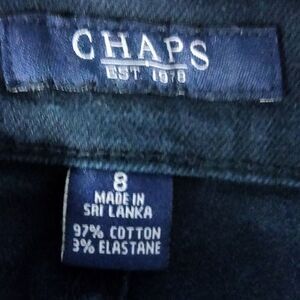 CHAPS
EST 1978
8
MADE IN
SRI LANKA
97% COTTON
3% ELASTANE